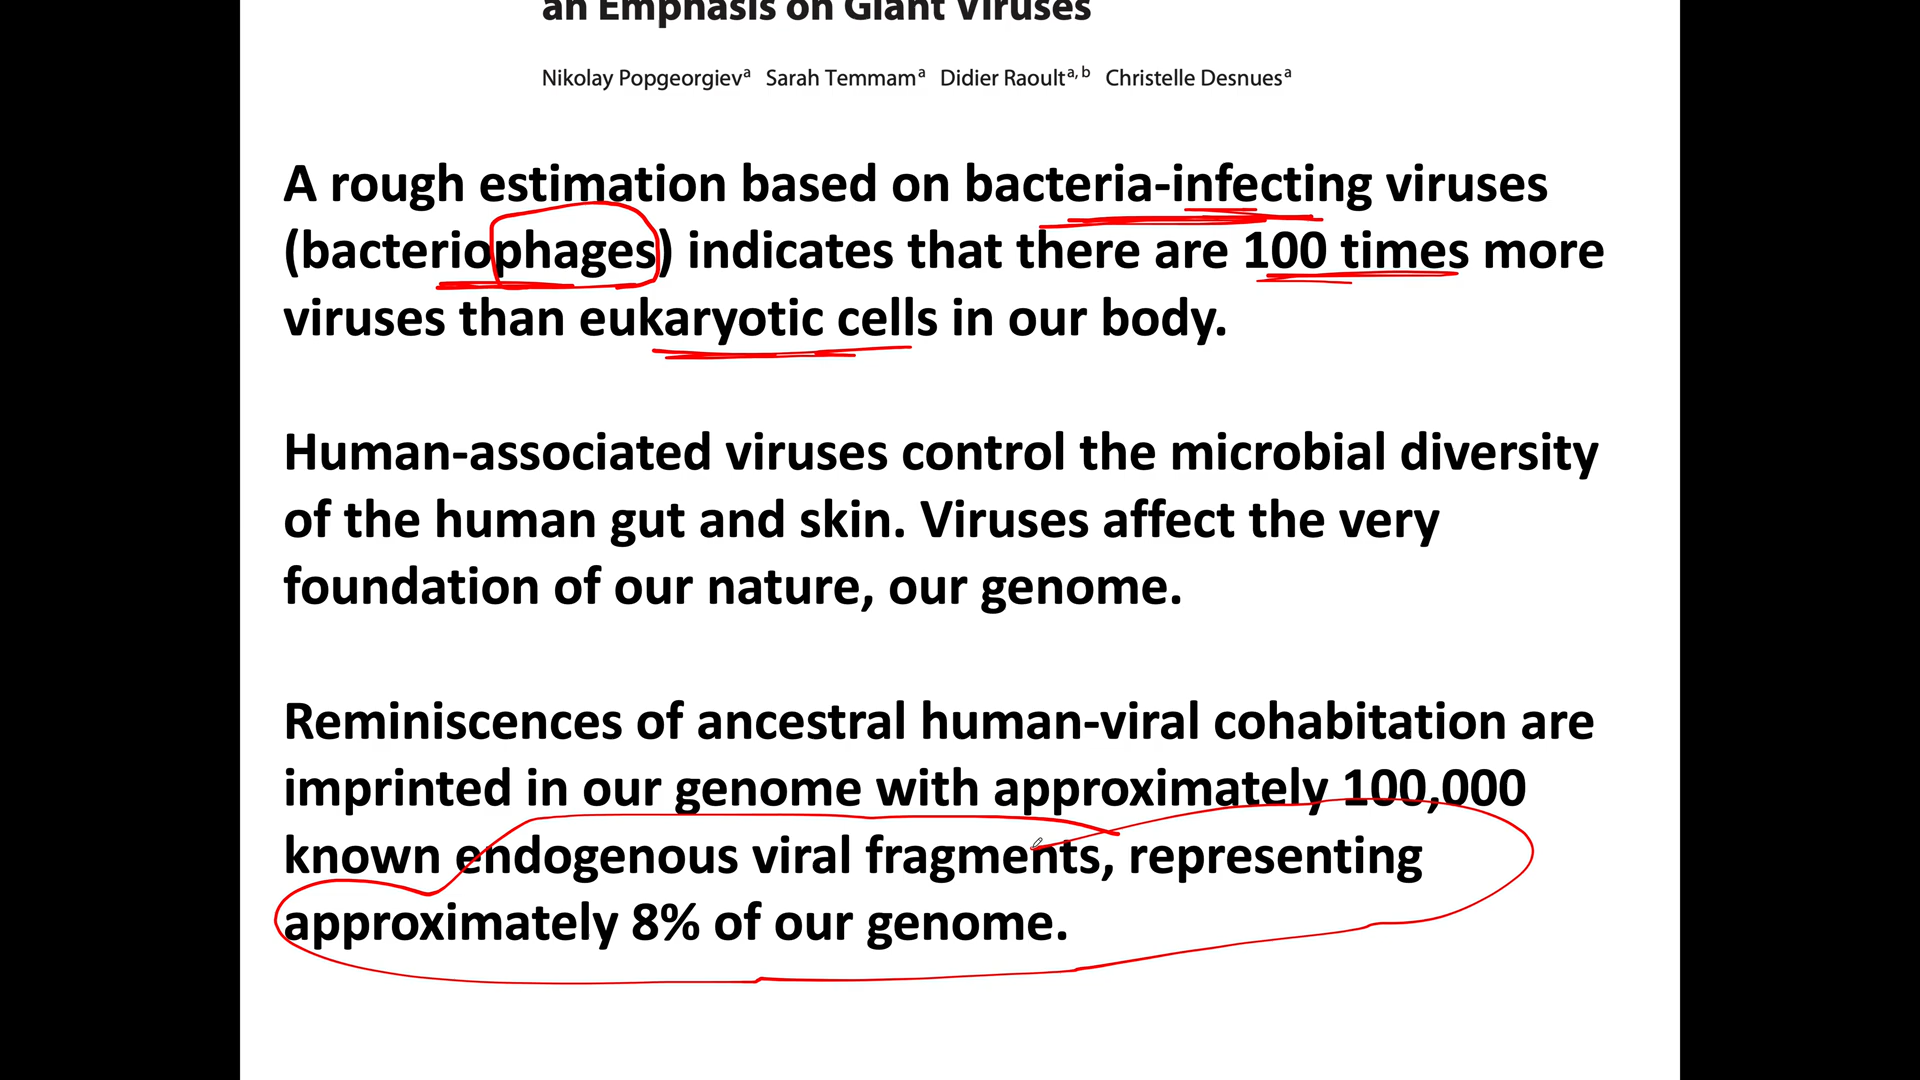 an Emphasis on Giant Viruses
Nikolay Popgeorgievᵃ Sarah Temmamᵃ Didier Raoultᵃ,ᵇ Christelle Desnuesᵃ
A rough estimation based on bacteria-infecting viruses
(bacteriophages) indicates that there are 100 times more
viruses than eukaryotic cells in our body.
Human-associated viruses control the microbial diversity
of the human gut and skin. Viruses affect the very
foundation of our nature, our genome.
Reminiscences of ancestral human-viral cohabitation are
imprinted in our genome with approximately 100,000
known endogenous viral fragments, representing
approximately 8% of our genome.